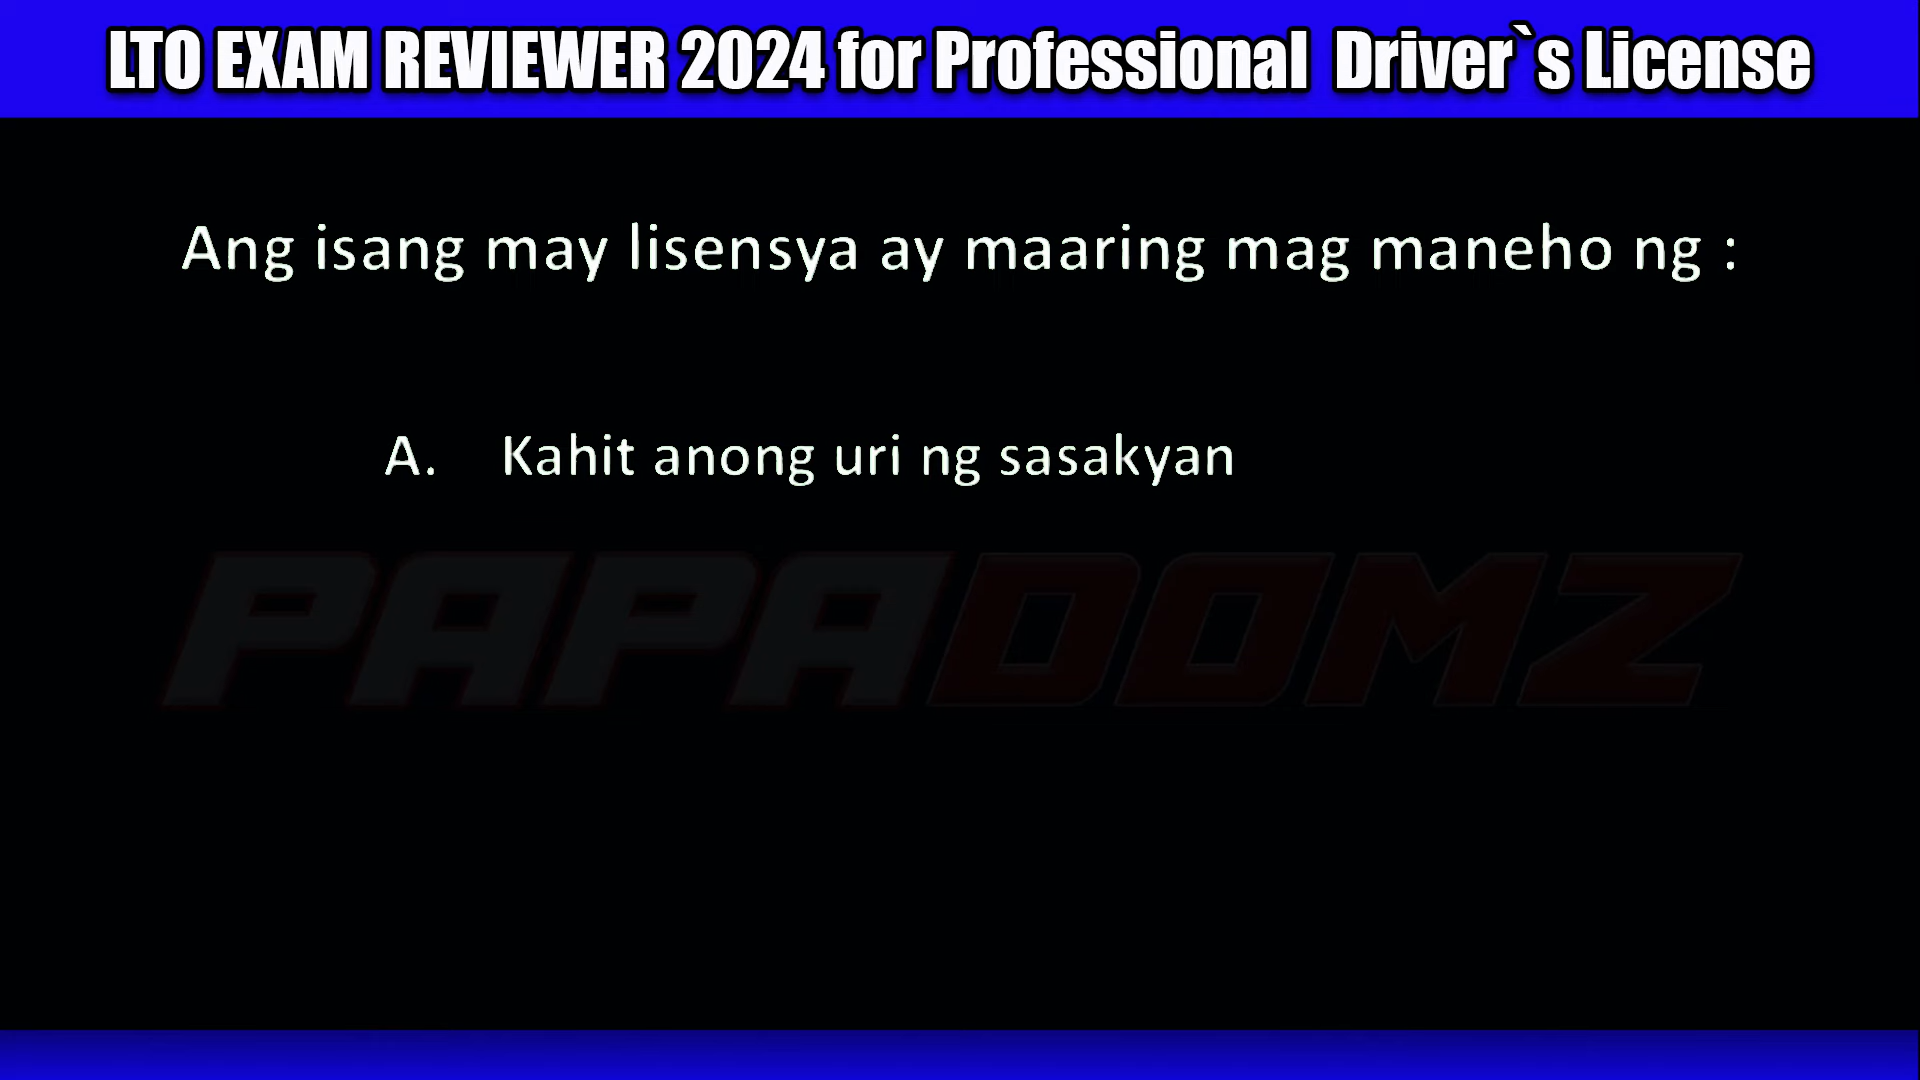 LTO EXAM REVIEWER 2024 for Professional Driver`s License
Ang isang may lisensya ay maaring mag maneho ng :
A. Kahit anong uri ng sasakyan
PAPADOMZ